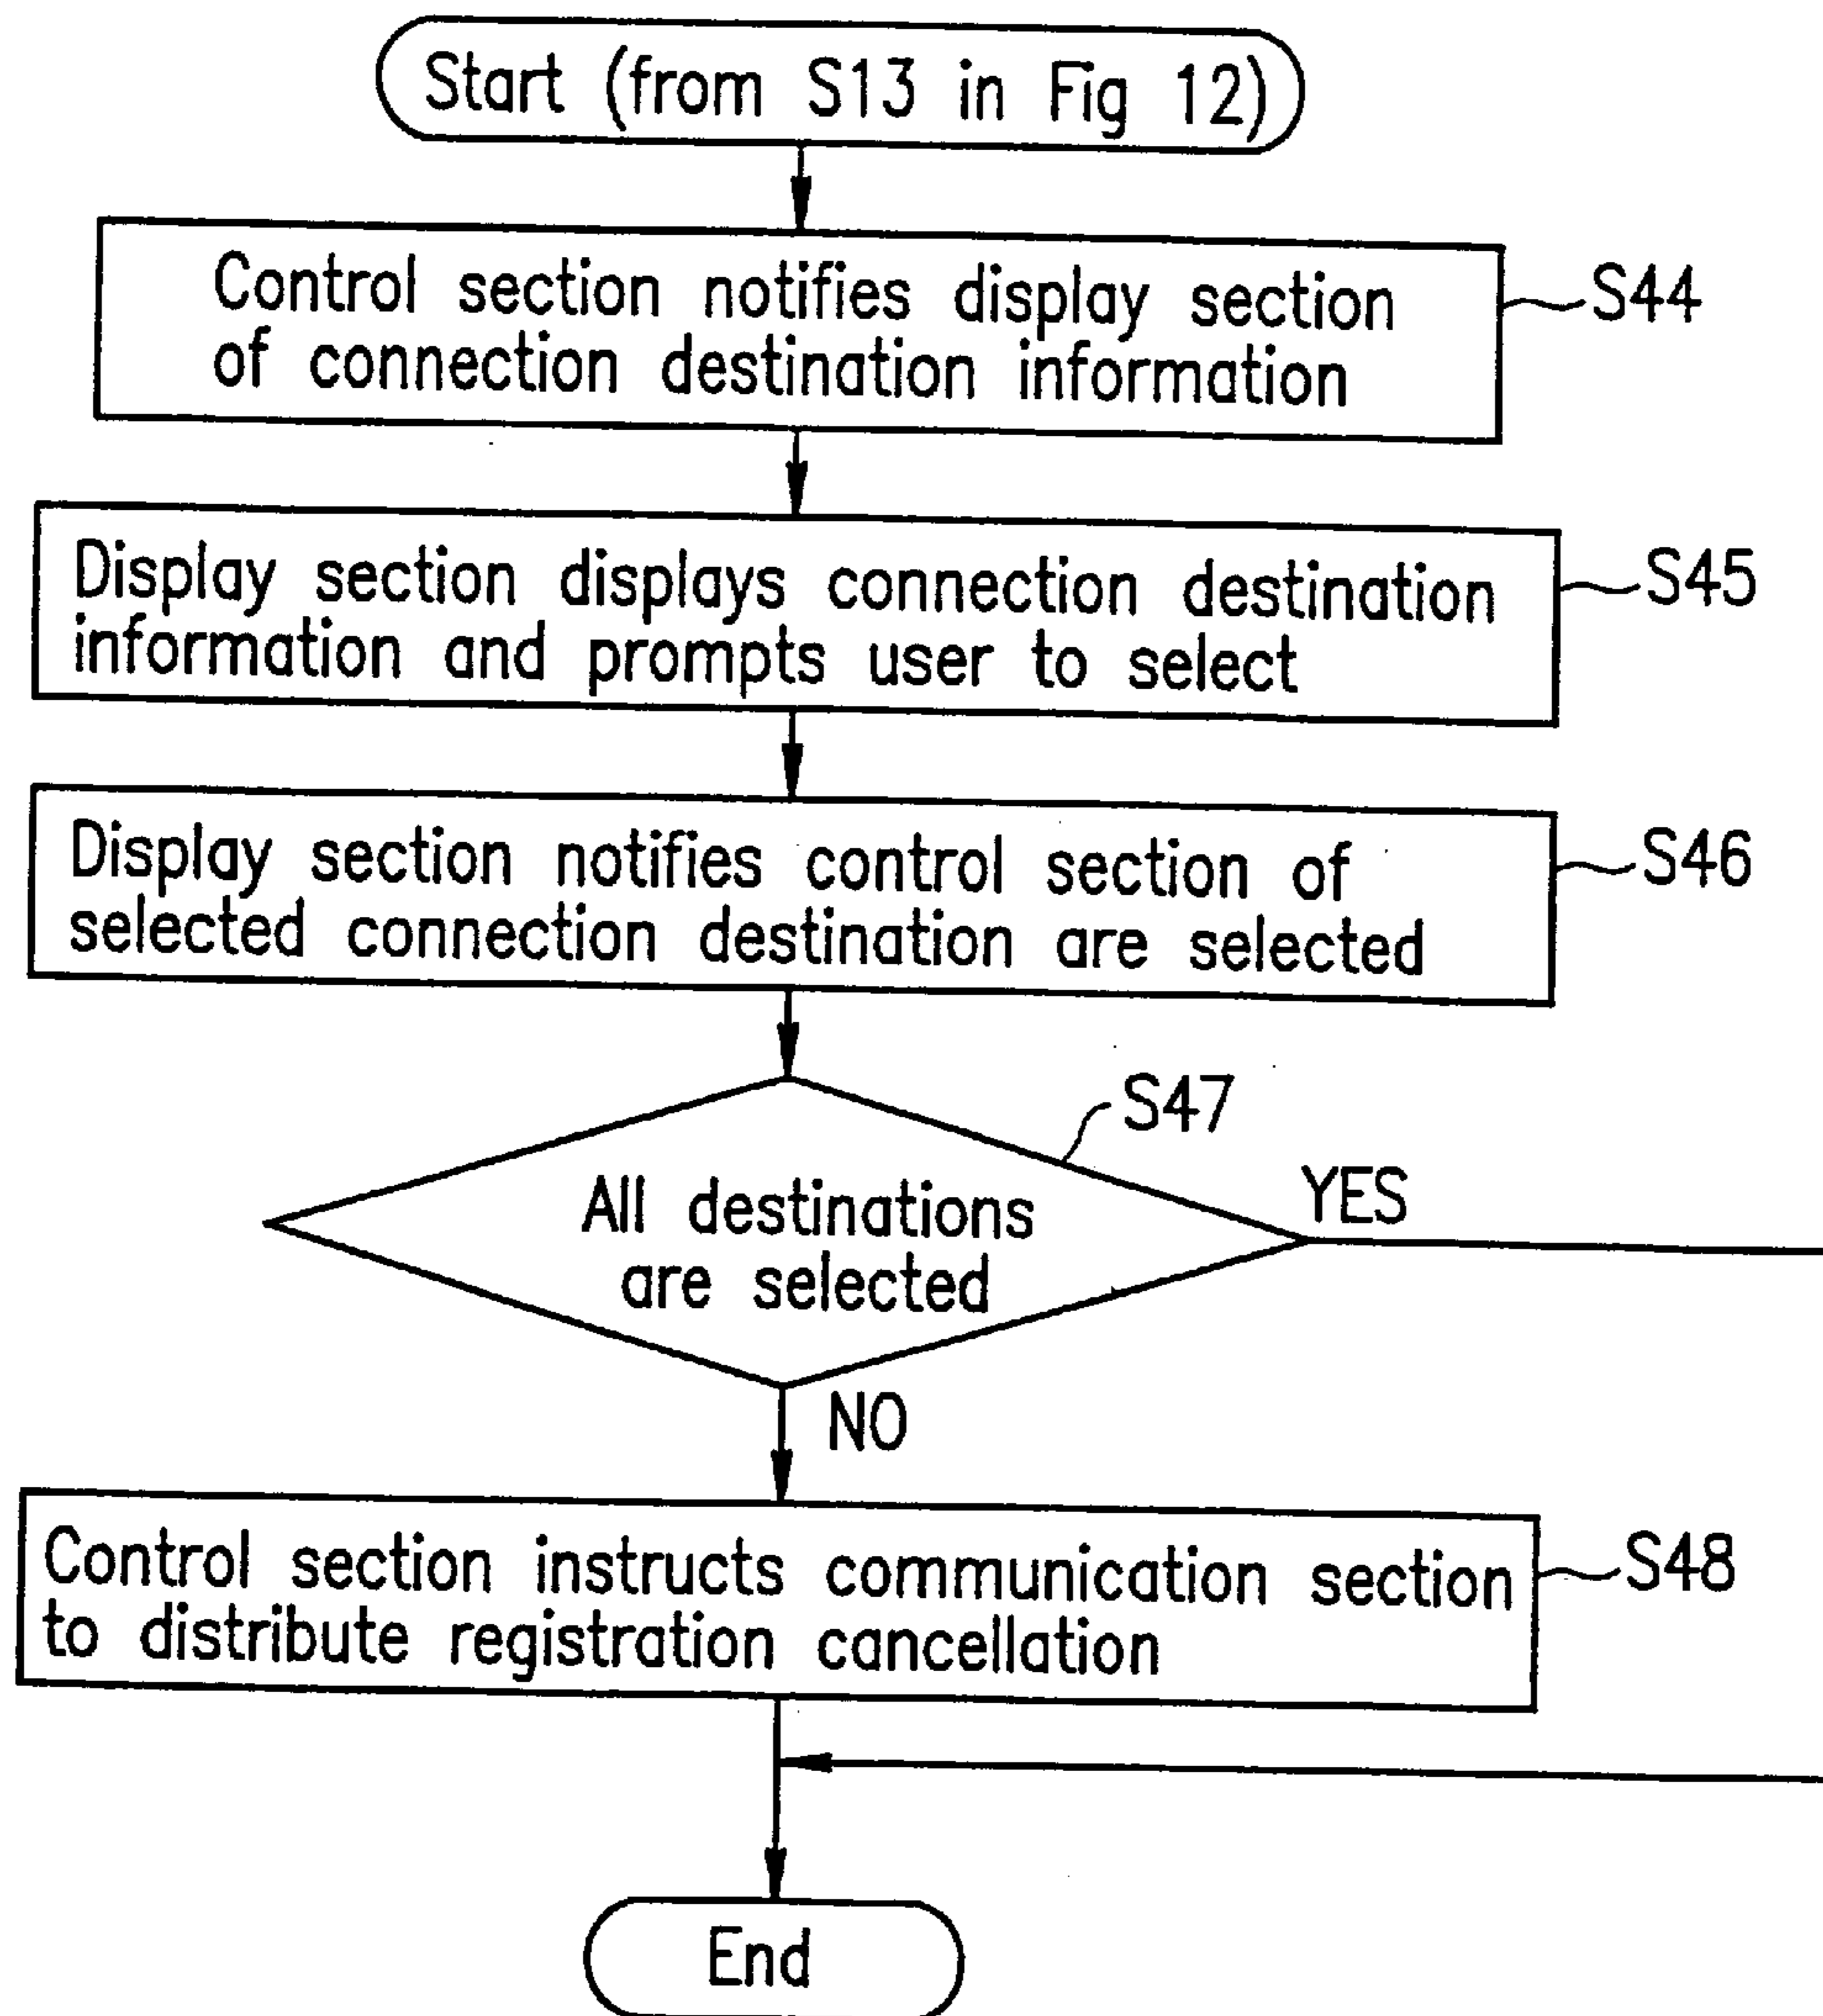 Start (from S13 in Fig 12)
Control section notifies display section
of connection destination information
S44
Display section displays connection destination
information and prompts user to select
S45
Display section notifies control section of
selected connection destination are selected
S46
S47
All destinations
are selected
YES
NO
Control section instructs communication section
to distribute registration cancellation
S48
End